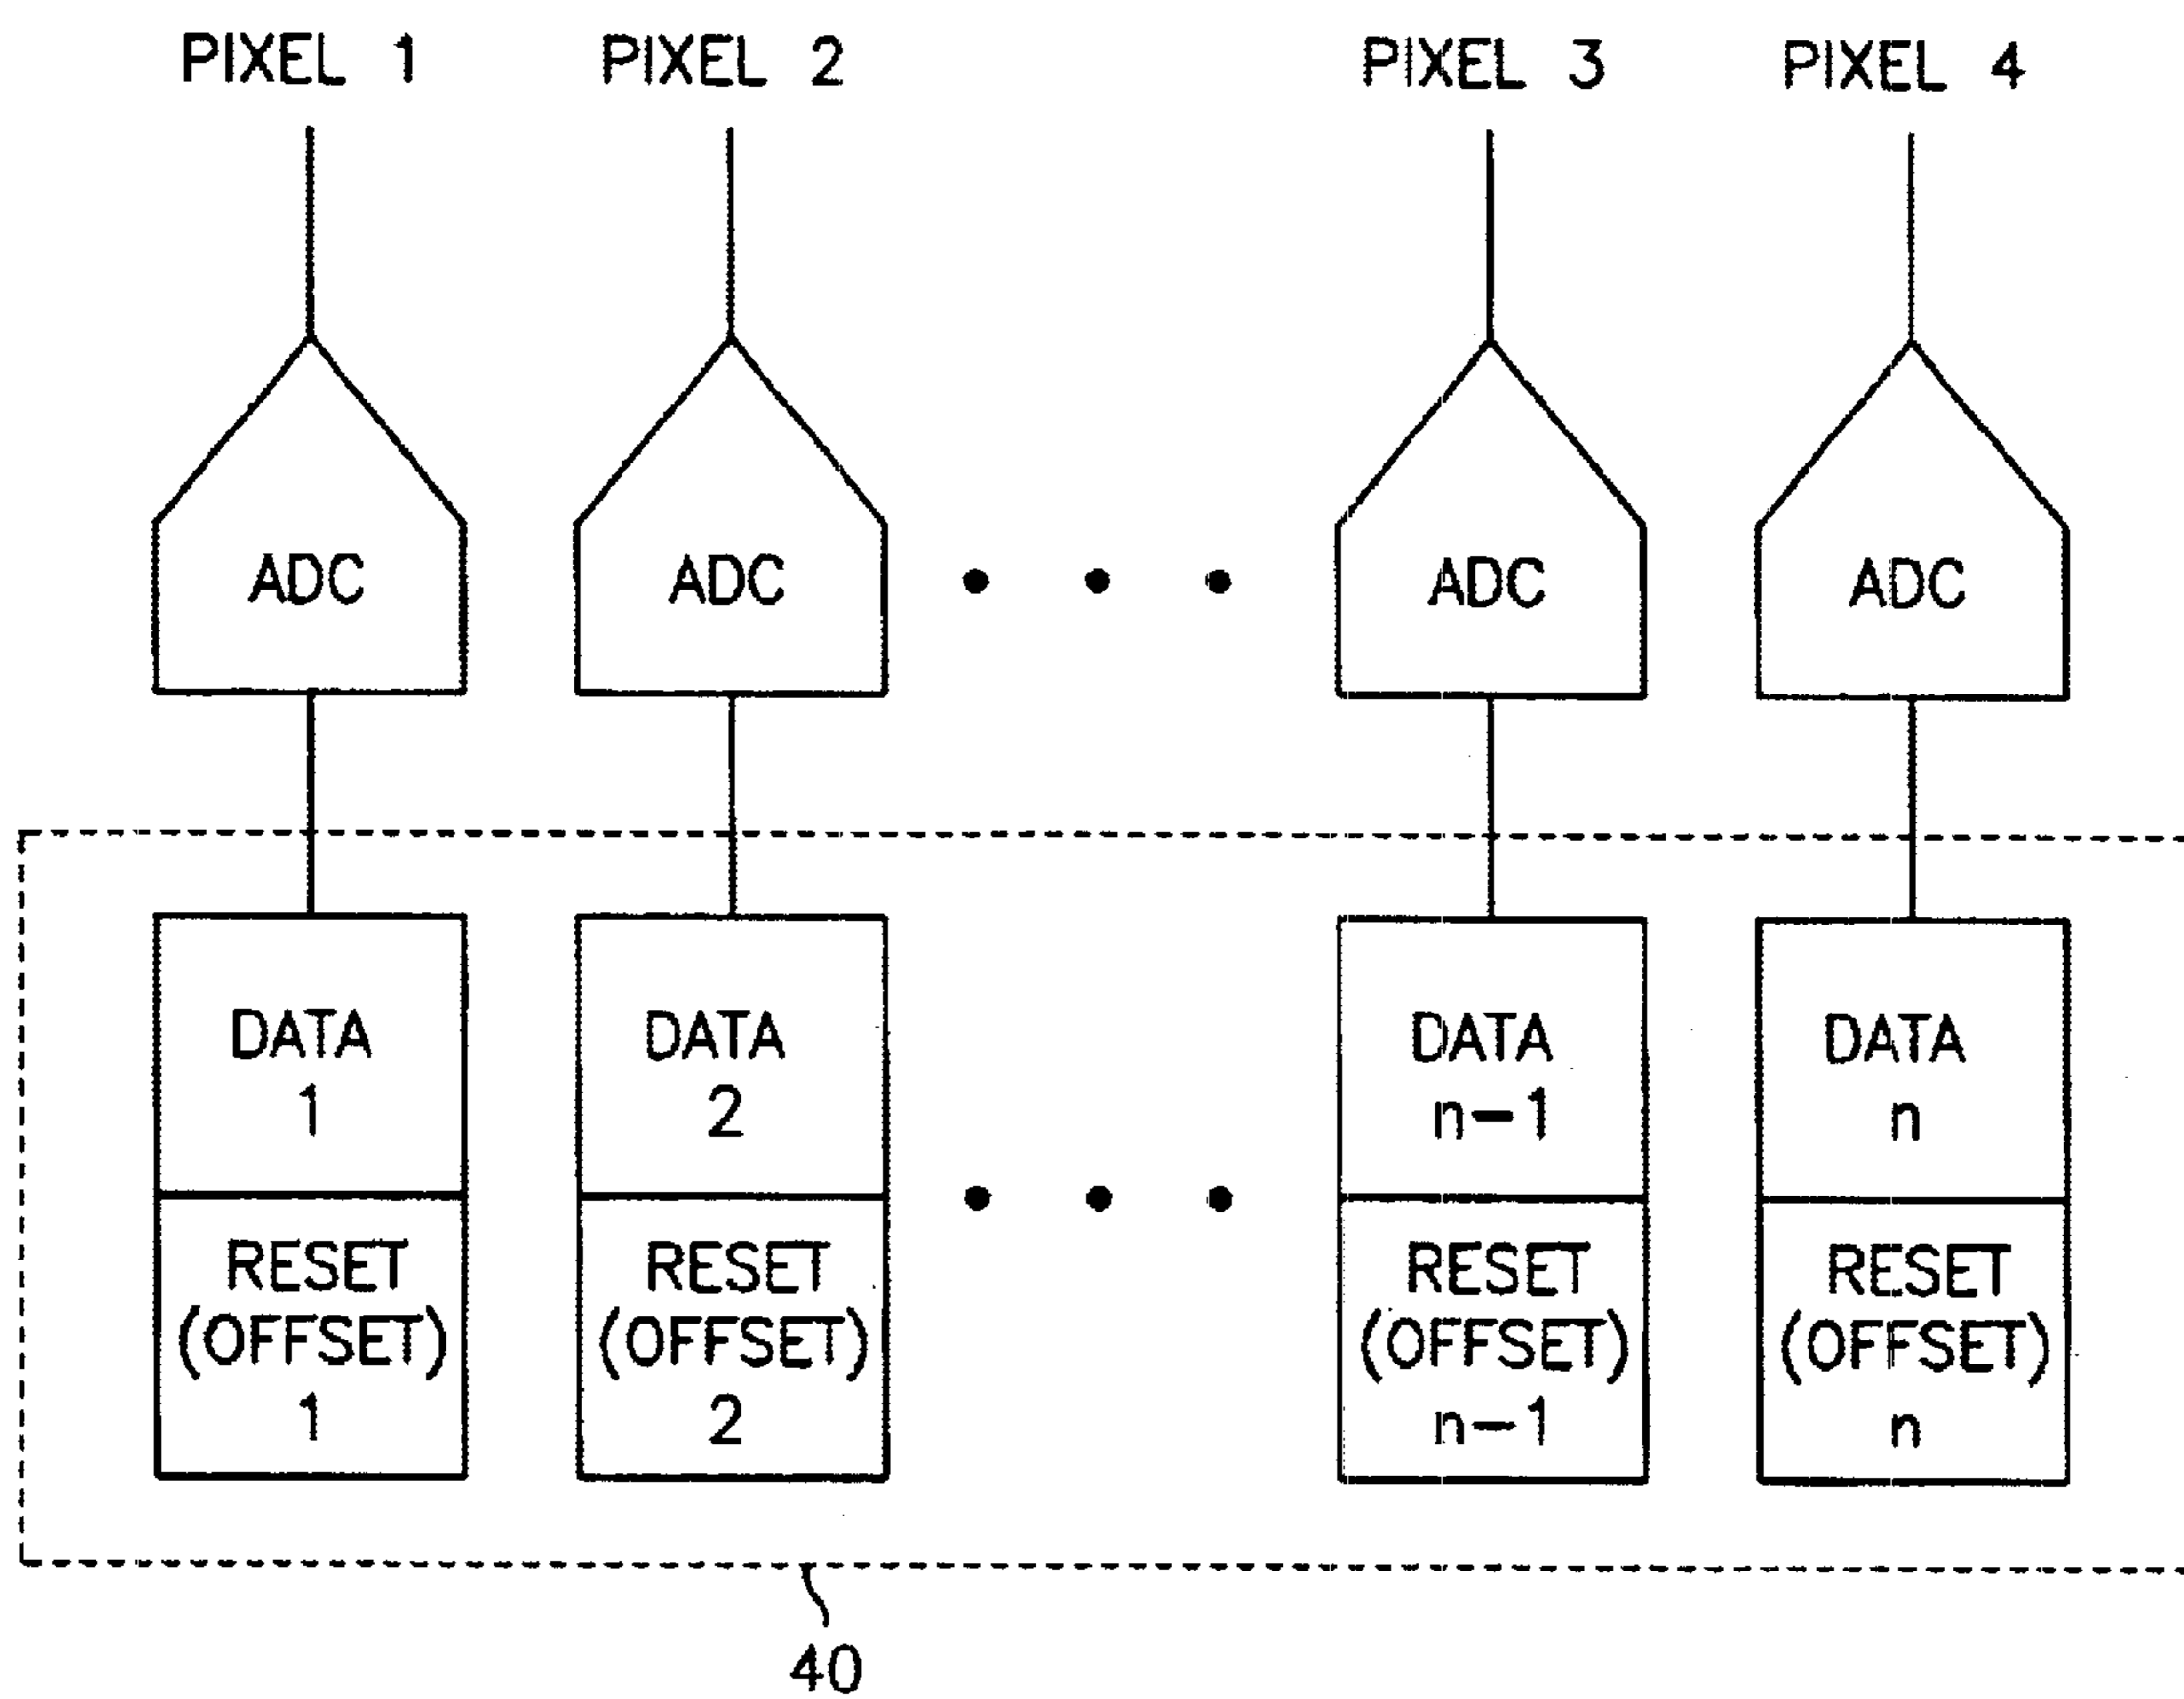 PIXEL 1 PIXEL 2 PIXEL 3 PIXEL 4
ADC ADC ADC ADC
DATA DATA DATA DATA
1 2 n-1 n
RESET RESET RESET RESET
(OFFSET) (OFFSET) (OFFSET) (OFFSET)
1 2 n-1 n
40